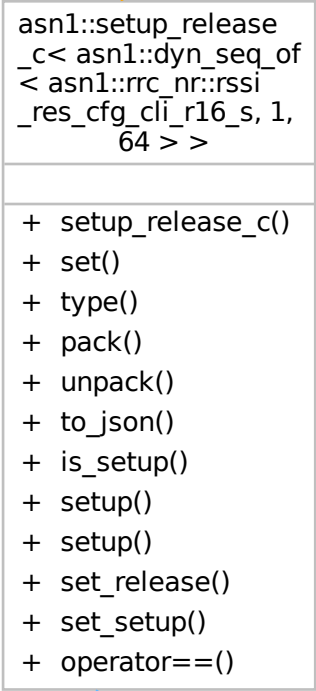 asn1::setup_release
_c< asn1::dyn_seq_of
< asn1::rrc_nr::rssi
_res_cfg_cli_r16_s, 1,
64 > >
+ setup_release_c()
+ set()
+ type()
+ pack()
+ unpack()
+ to_json()
+ is_setup()
+ setup()
+ setup()
+ set_release()
+ set_setup()
+ operator==()